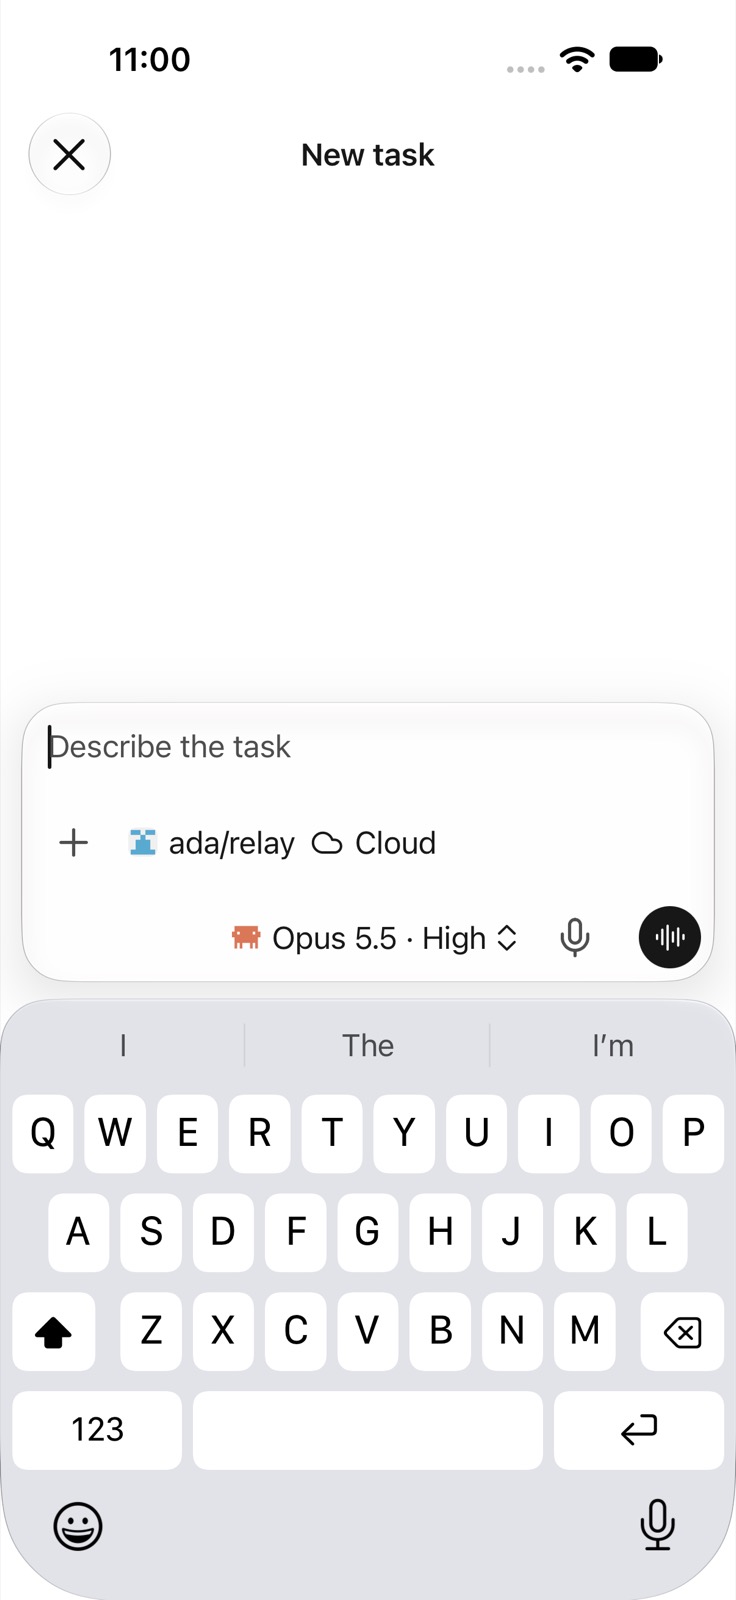 11:00
New task
Describe the task
ada/relay Cloud
Opus 5.5 · High
I The I’m
Q W E R T Y U I O P
A S D F G H J K L
Z X C V B N M
123